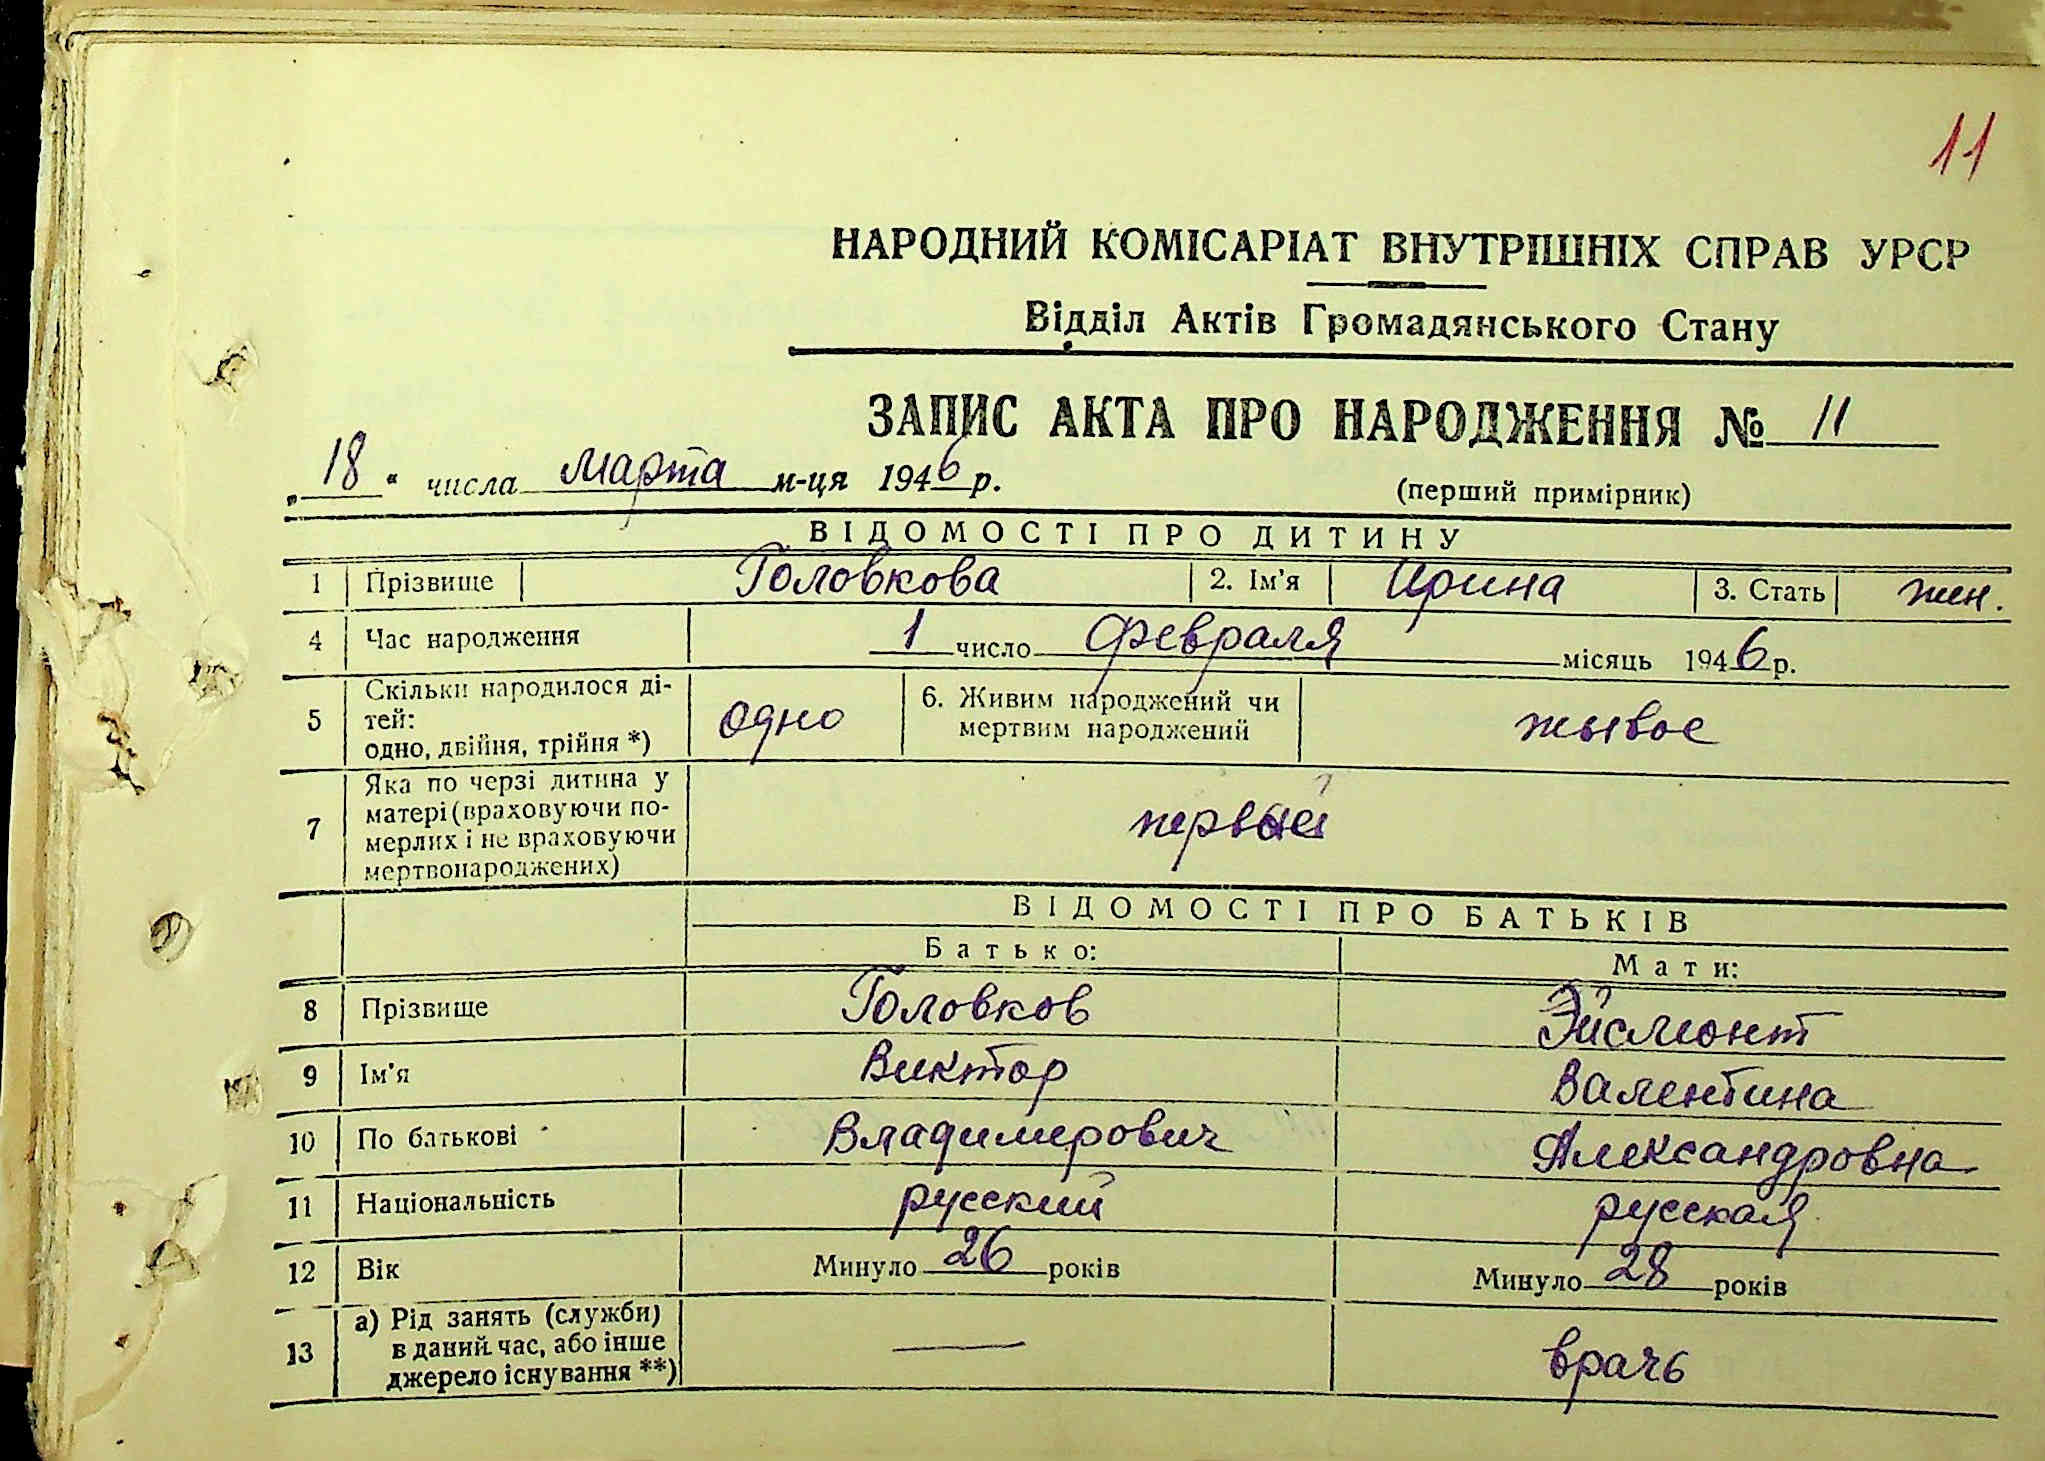 11
НАРОДНИЙ КОМІСАРІАТ ВНУТРІШНІХ СПРАВ УРСР
Відділ Актів Громадянського Стану
ЗАПИС АКТА ПРО НАРОДЖЕННЯ № 11
„18“ числа марта м-ця 1946 р.
(перший примірник)
ВІДОМОСТІ ПРО ДИТИНУ
1 Прізвище Головкова 2. Ім'я Ирина 3. Стать жен.
4 Час народження 1 число февраля місяць 1946 р.
5 Скільки народилося ді-
тей:
одно, двійня, трійня *) одно 6. Живим народжений чи
мертвим народжений жывое
7 Яка по черзі дитина у
матері (враховуючи по-
мерлих і не враховуючи
мертвонароджених) первый
ВІДОМОСТІ ПРО БАТЬКІВ
Батько: Мати:
8 Прізвище Головков Эйсмонт
9 Ім'я Виктор Валентина
10 По батькові Владимерович Александровна
11 Національність русский русская
12 Вік Минуло 26 років Минуло 28 років
13 а) Рід занять (служби)
в даний час, або інше
джерело існування **) — врачь